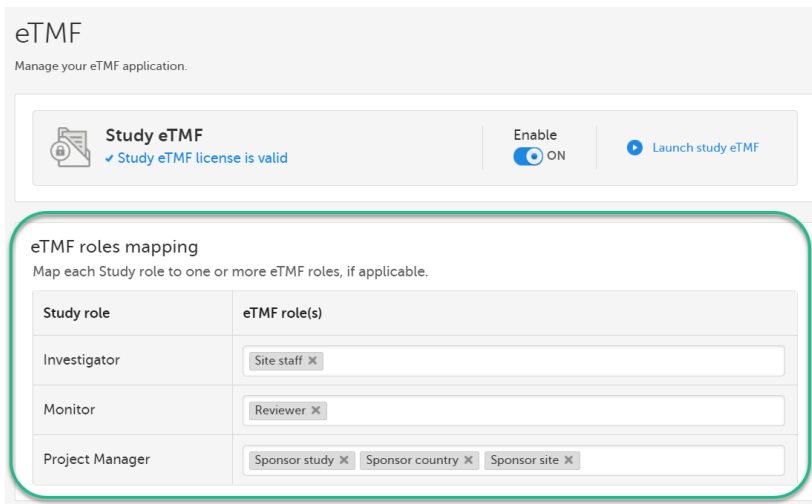 eTMF
Manage your eTMF application.
Study eTMF
✔ Study eTMF license is valid
Enable
ON
Launch study eTMF
eTMF roles mapping
Map each Study role to one or more eTMF roles, if applicable.
Study role eTMF role(s)
Investigator Site staff ×
Monitor Reviewer ×
Project Manager Sponsor study × Sponsor country × Sponsor site ×